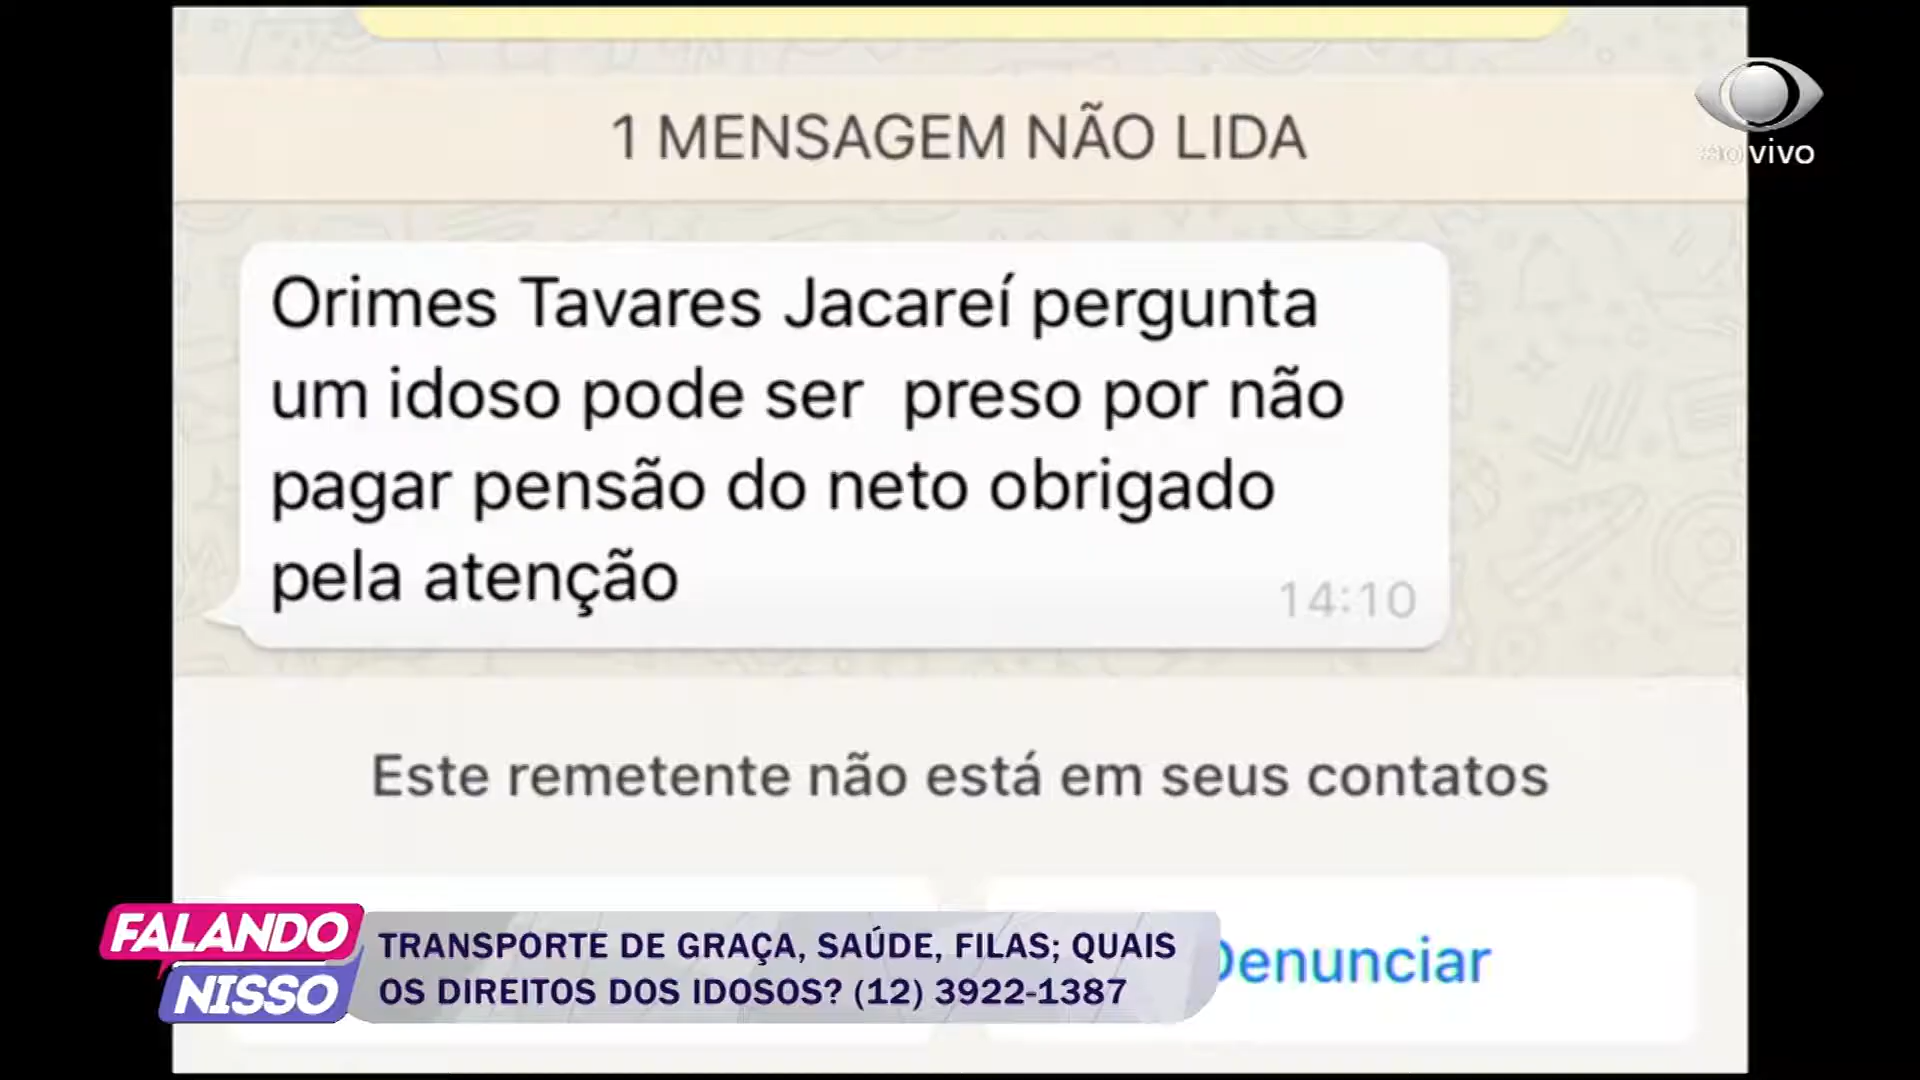 1 MENSAGEM NÃO LIDA
#ao vivo
Orimes Tavares Jacareí pergunta
um idoso pode ser  preso por não
pagar pensão do neto obrigado
pela atenção
14:10
Este remetente não está em seus contatos
Denunciar
FALANDO
NISSO
TRANSPORTE DE GRAÇA, SAÚDE, FILAS; QUAIS
OS DIREITOS DOS IDOSOS? (12) 3922-1387